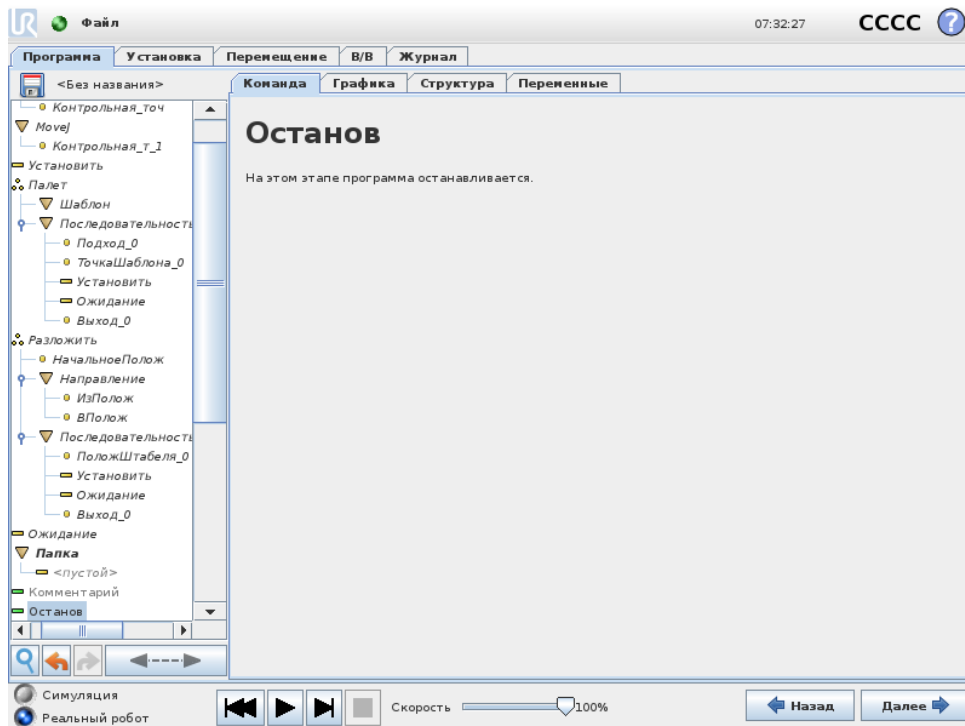 UR Файл 07:32:27 CCCC ?
Программа Установка Перемещение В/В Журнал
<Без названия> Команда Графика Структура Переменные
Контрольная_точ
MoveJ
Контрольная_т_1
Установить
Палет
Шаблон
Последовательность
Подход_0
ТочкаШаблона_0
Установить
Ожидание
Выход_0
Разложить
НачальноеПолож
Направление
ИзПолож
ВПолож
Последовательность
ПоложШтабеля_0
Установить
Ожидание
Выход_0
Ожидание
Папка
<пустой>
Комментарий
Останов
Останов
На этом этапе программа останавливается.
Симуляция
Реальный робот
Скорость 100%
Назад Далее